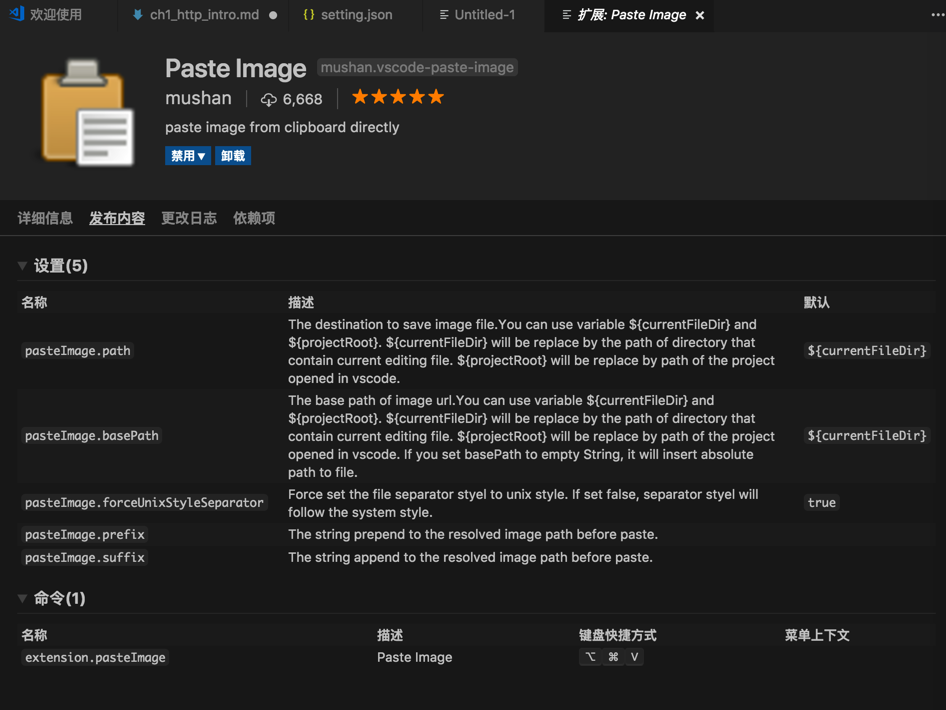 欢迎使用
ch1_http_intro.md
{} setting.json
Untitled-1
扩展: Paste Image
Paste Image
mushan.vscode-paste-image
mushan
6,668
paste image from clipboard directly
禁用▼
卸载
详细信息
发布内容
更改日志
依赖项
设置(5)
名称
描述
默认
pasteImage.path
The destination to save image file.You can use variable ${currentFileDir} and
${projectRoot}. ${currentFileDir} will be replace by the path of directory that
contain current editing file. ${projectRoot} will be replace by path of the project
opened in vscode.
${currentFileDir}
pasteImage.basePath
The base path of image url.You can use variable ${currentFileDir} and
${projectRoot}. ${currentFileDir} will be replace by the path of directory that
contain current editing file. ${projectRoot} will be replace by path of the project
opened in vscode. If you set basePath to empty String, it will insert absolute
path to file.
${currentFileDir}
pasteImage.forceUnixStyleSeparator
Force set the file separator styel to unix style. If set false, separator styel will
follow the system style.
true
pasteImage.prefix
The string prepend to the resolved image path before paste.
pasteImage.suffix
The string append to the resolved image path before paste.
命令(1)
名称
描述
键盘快捷方式
菜单上下文
extension.pasteImage
Paste Image
⌥ ⌘ V